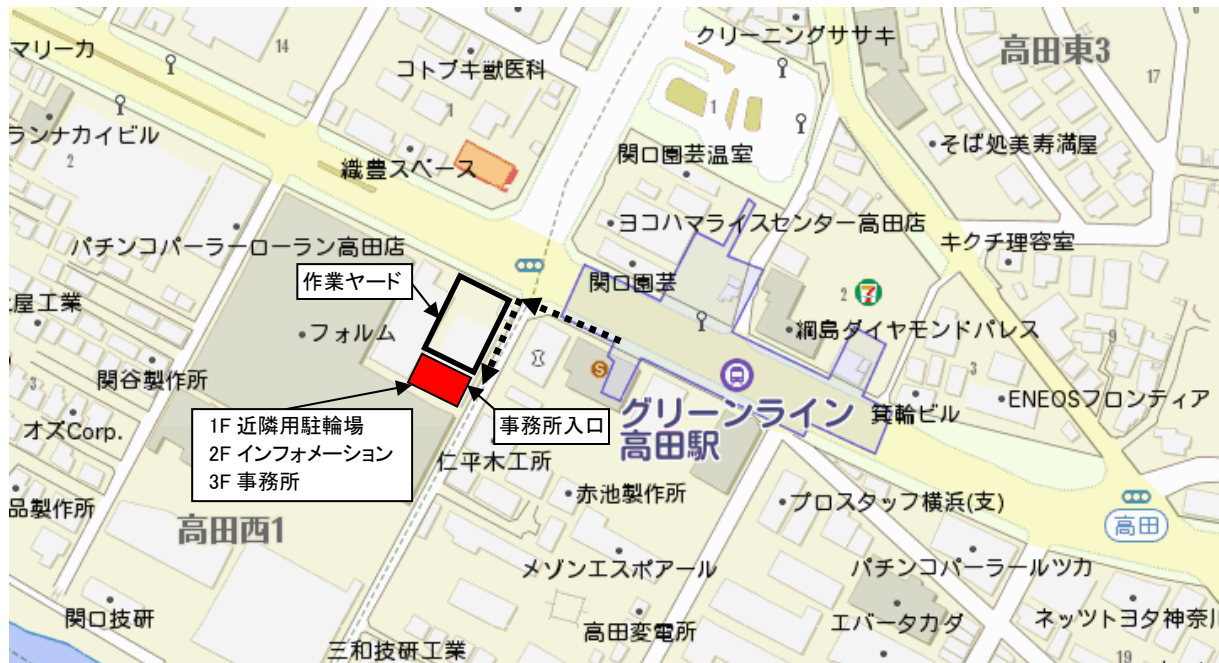 マリーカ
14
クリーニングササキ
高田東3
17
コトブキ獣医科
1
1
ランナカイビル
2
関口園芸温室
そば処美寿満屋
織豊スペース
ヨコハマライスセンター高田店
キクチ理容室
パチンコパーラーローラン高田店
作業ヤード
関口園芸
2
屋工業
フォルム
綱島ダイヤモンドパレス
9
S
関谷製作所
3
3
グリーンライン
高田駅
箕輪ビル
ENEOSフロンティア
オズCorp.
1F 近隣用駐輪場
2F インフォメーション
3F 事務所
事務所入口
仁平木工所
品製作所
赤池製作所
プロスタッフ横浜(支)
高田
高田西1
メゾンエスポアール
パチンコパーラールツカ
関口技研
高田変電所
エバータカダ
ネッツトヨタ神奈川
三和技研工業
19